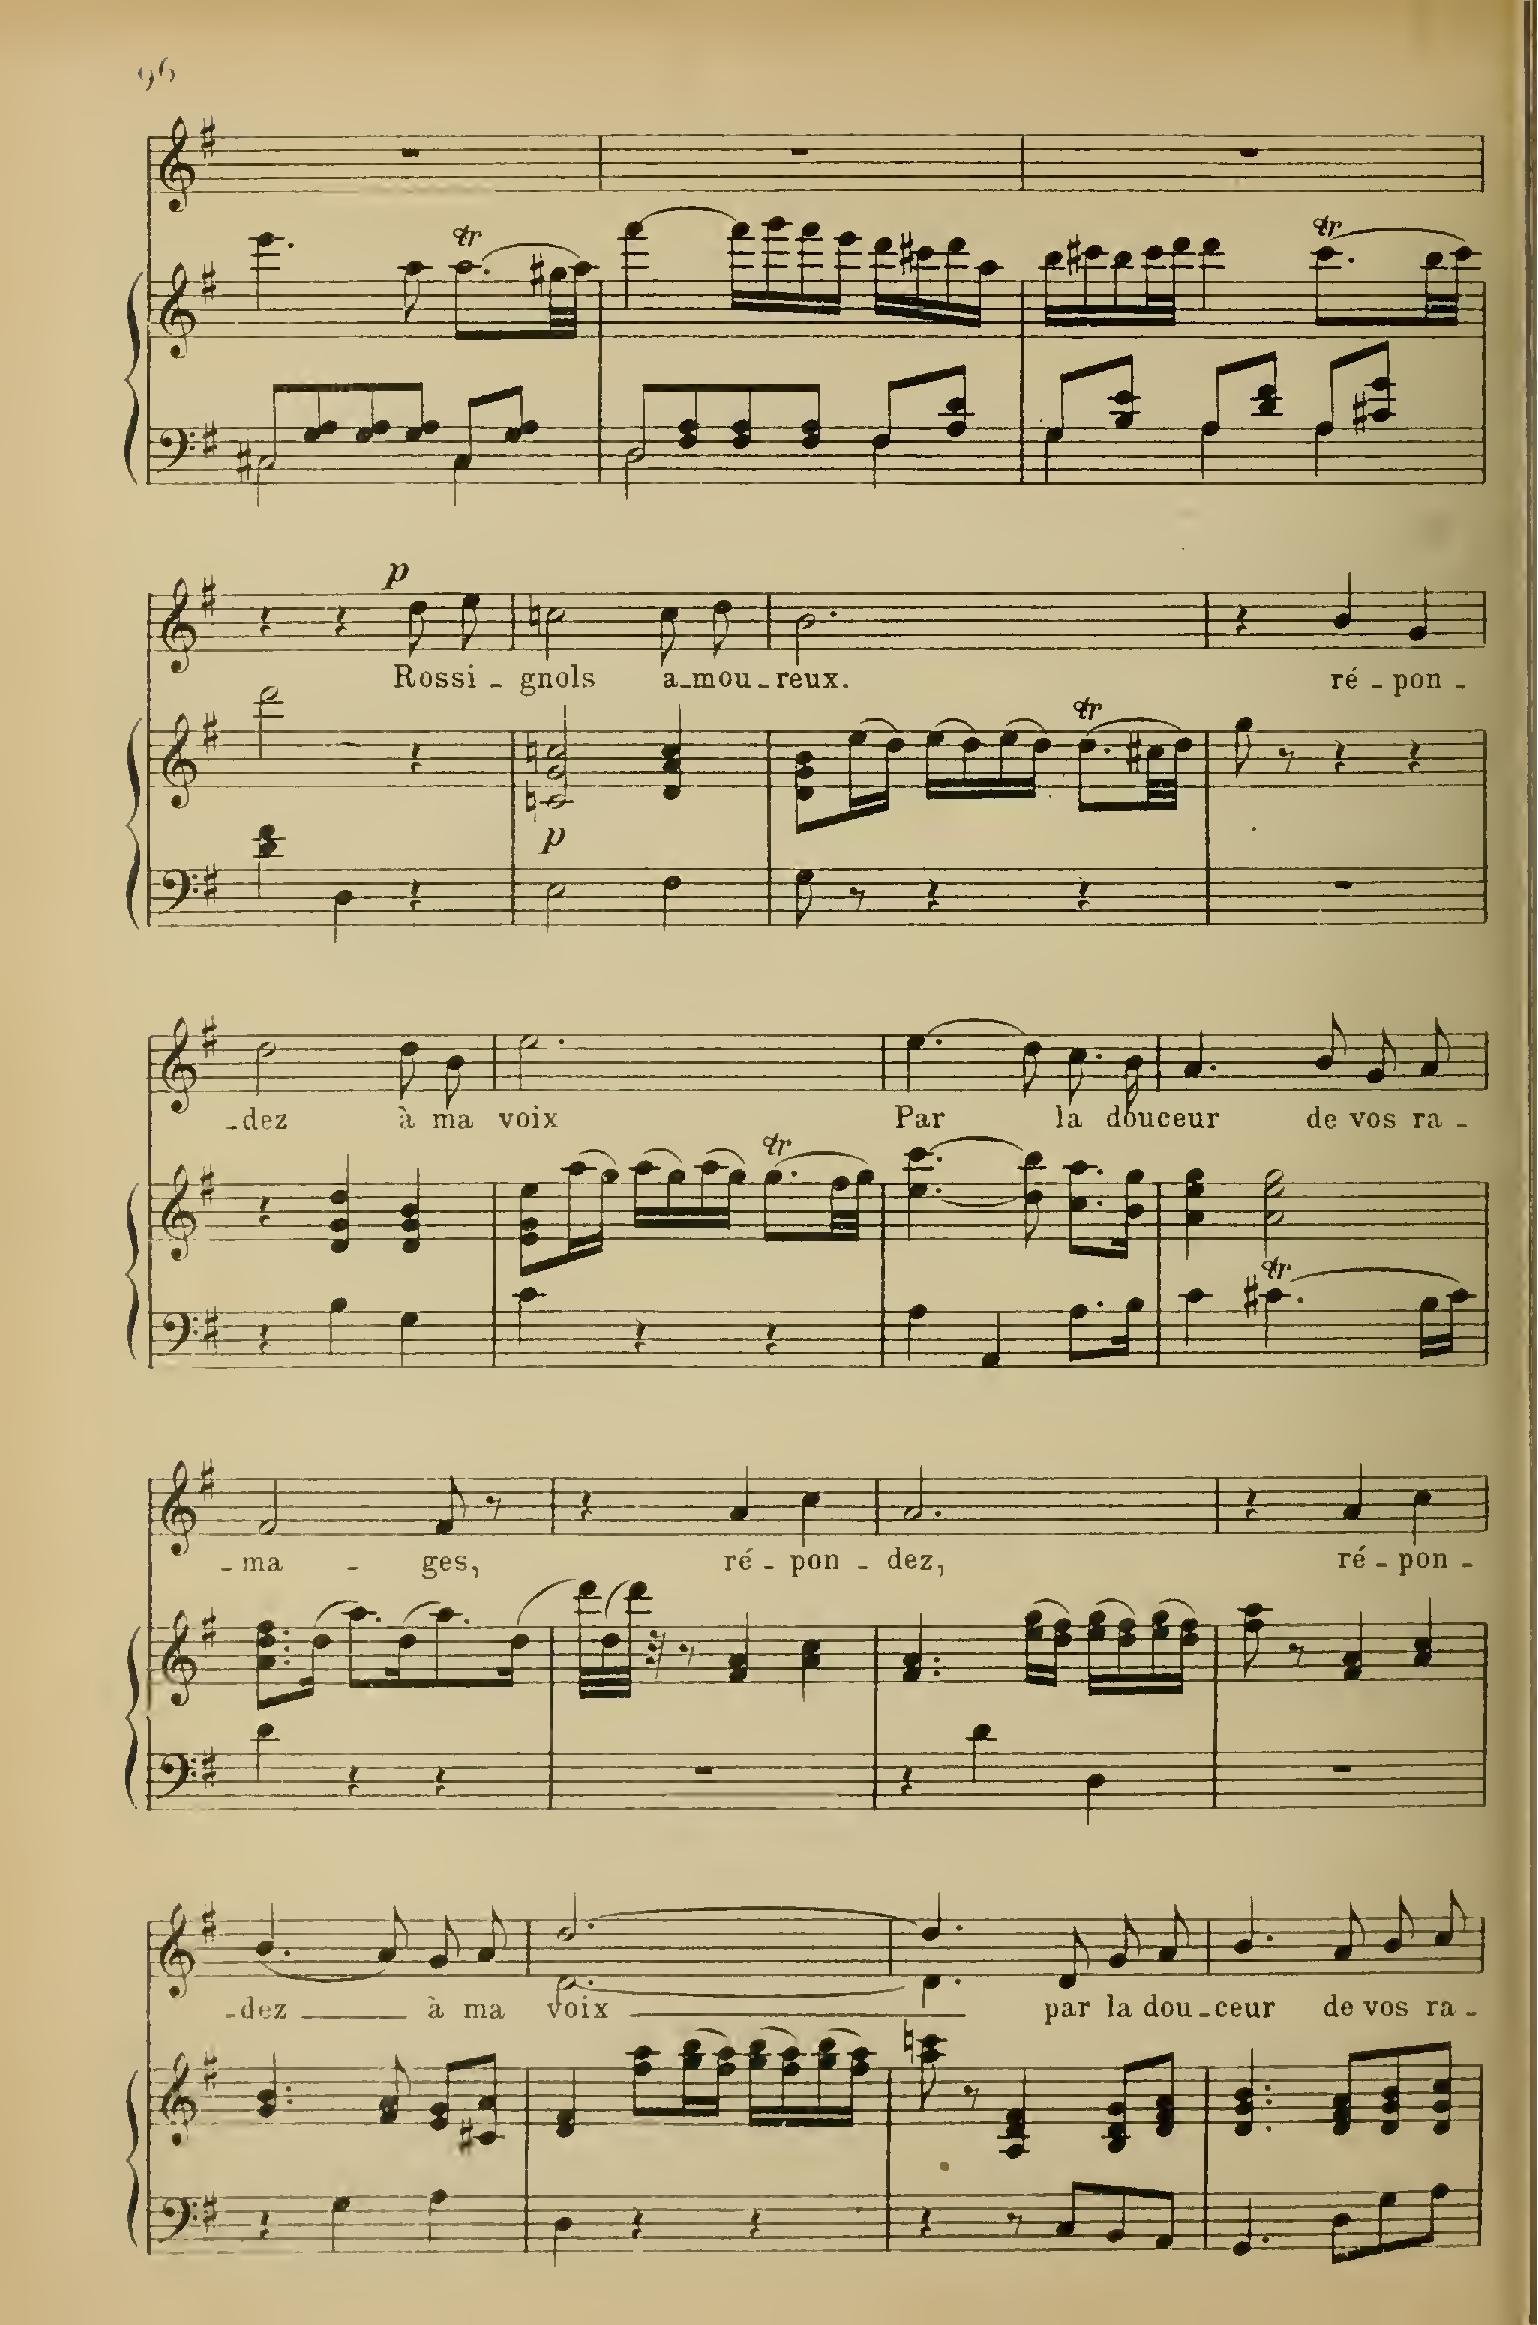 96
tr
tr
p
Rossi - gnols a-mou-reux. ré - pon -
tr
p
-dez à ma voix Par la douceur de vos ra -
tr
tr
- ma - ges, ré - pon - dez, ré - pon -
-dez à ma voix par la dou-ceur de vos ra -